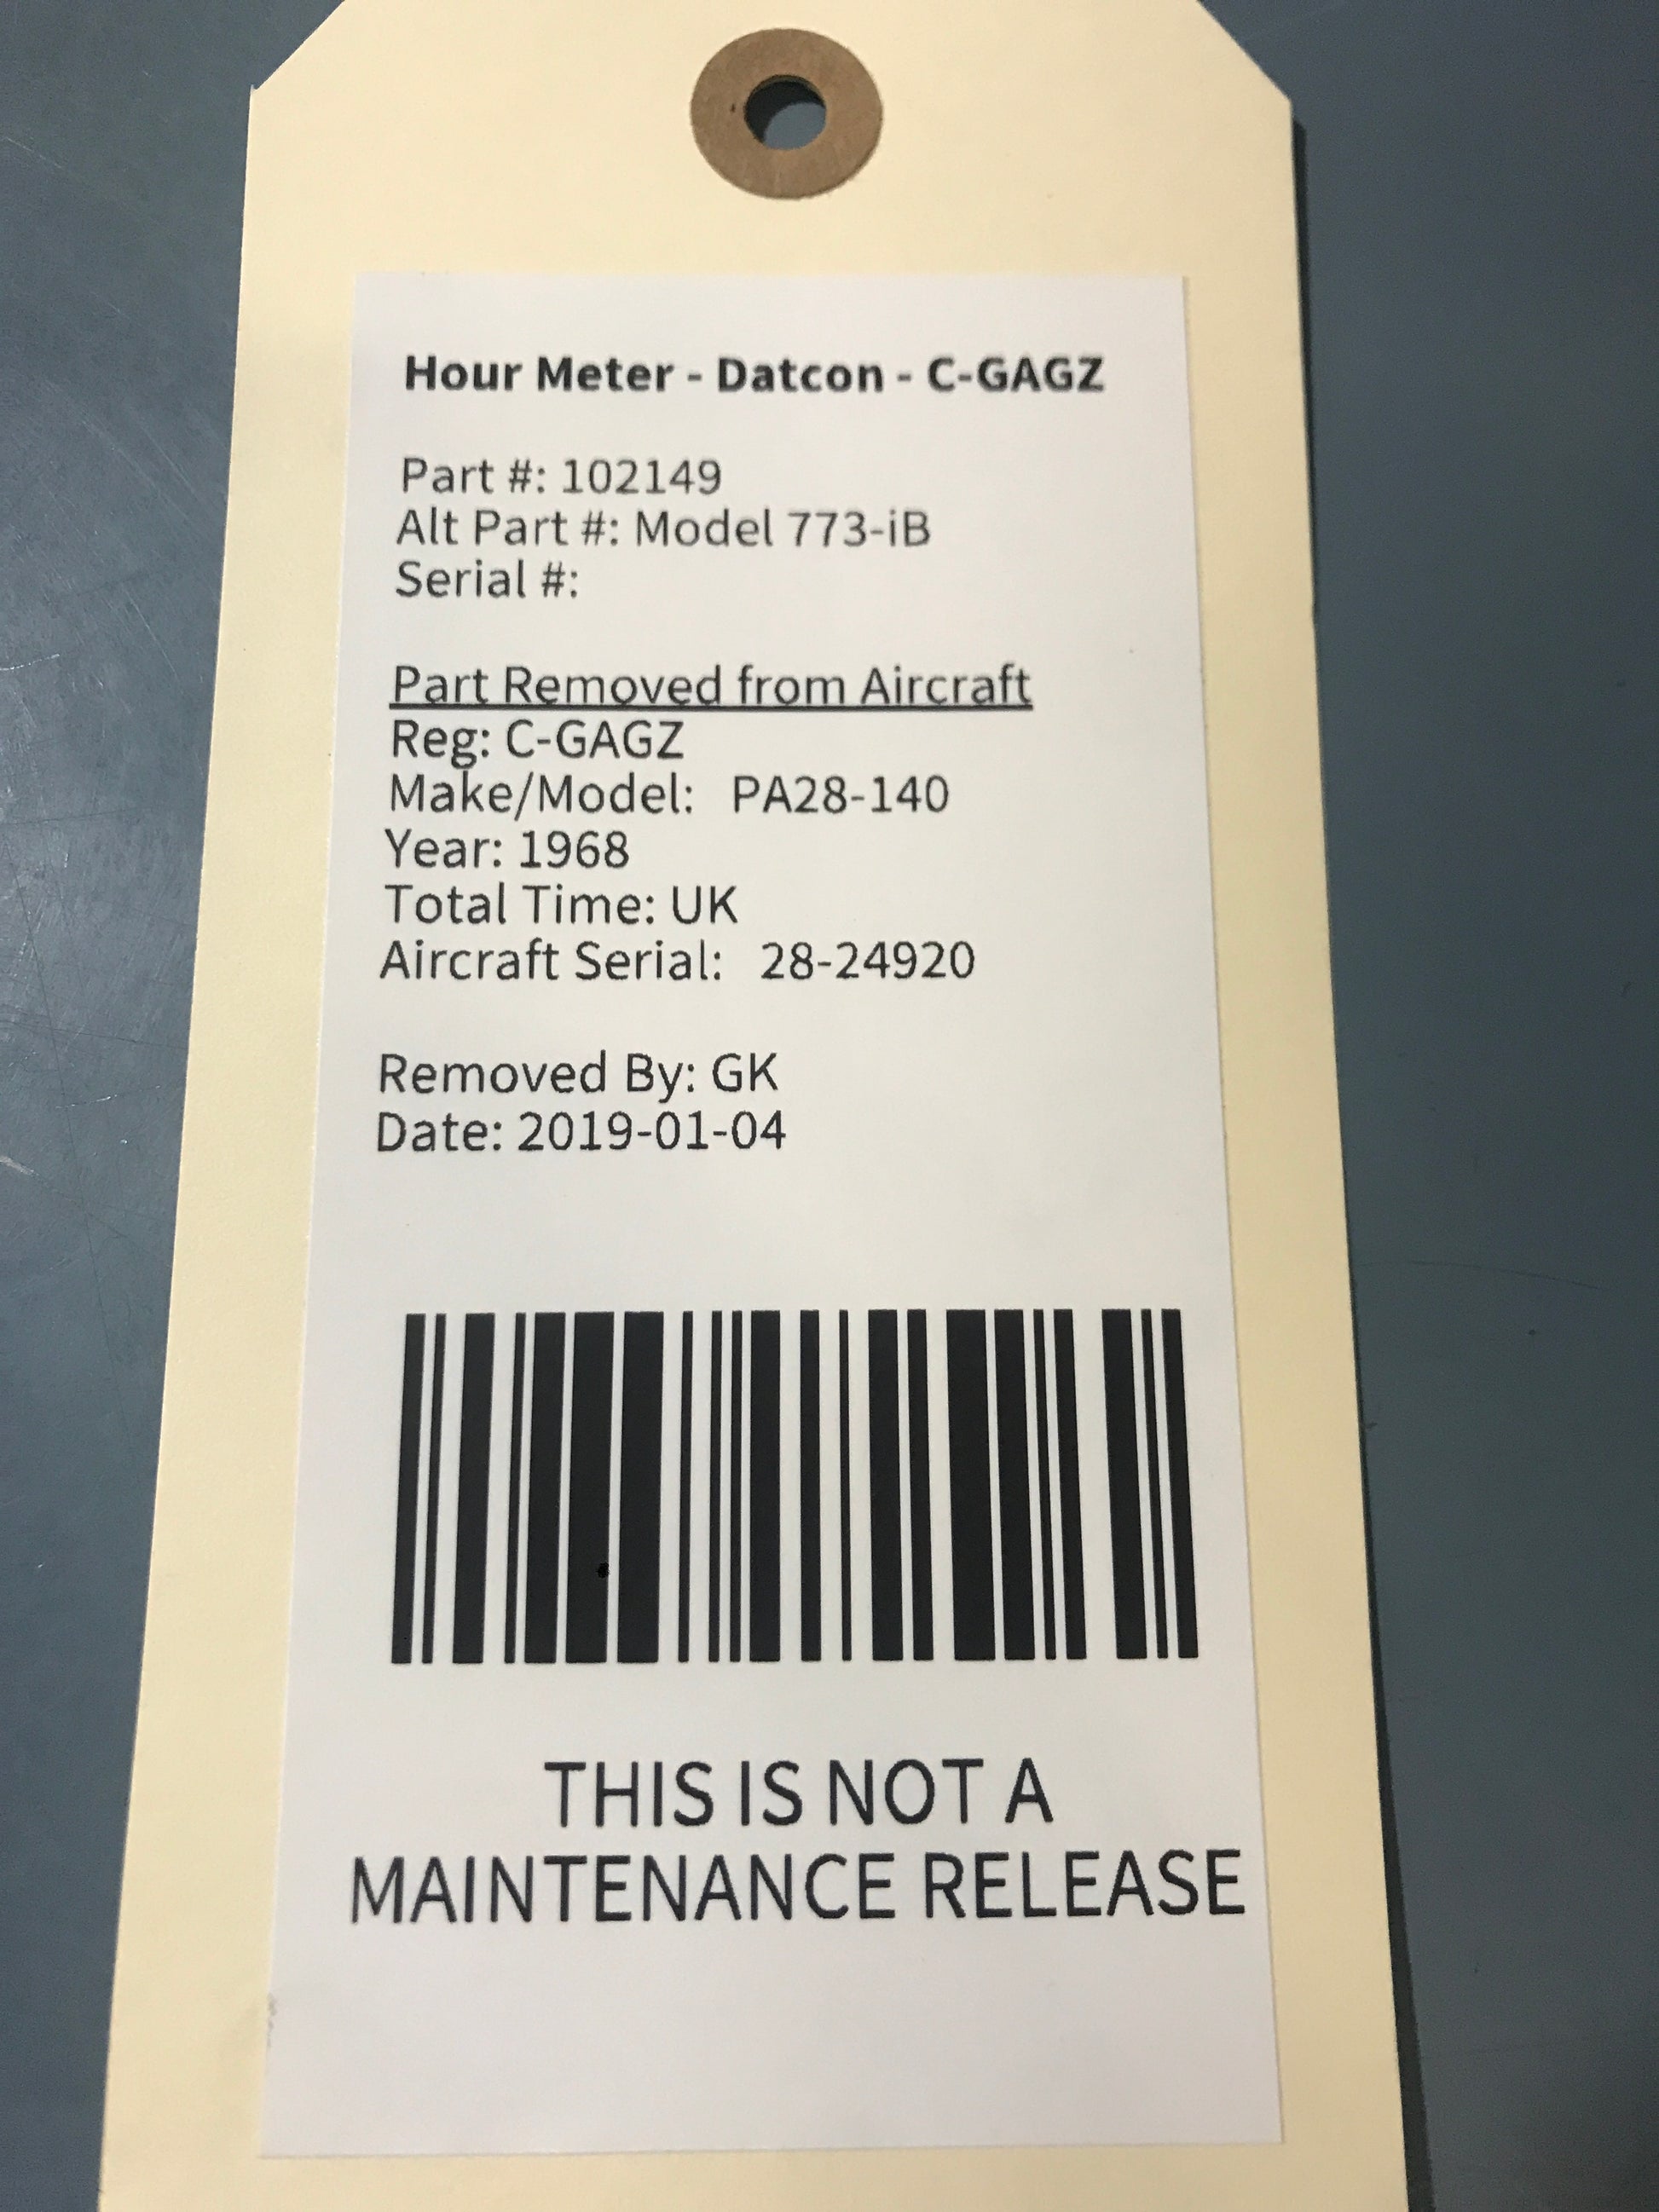 Hour Meter - Datcon - C-GAGZ
Part #: 102149
Alt Part #: Model 773-iB
Serial #:
Part Removed from Aircraft
Reg: C-GAGZ
Make/Model: PA28-140
Year: 1968
Total Time: UK
Aircraft Serial: 28-24920
Removed By: GK
Date: 2019-01-04
THIS IS NOT A
MAINTENANCE RELEASE